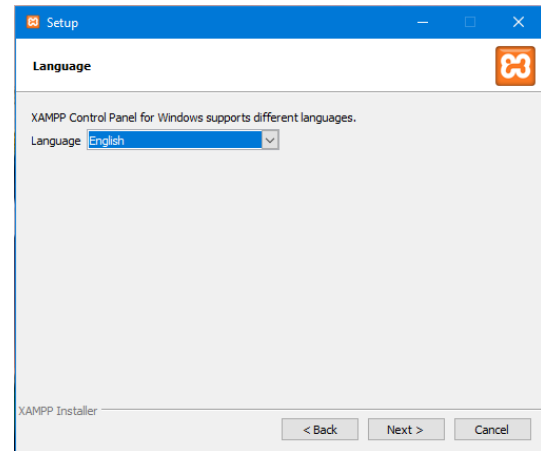 Setup
Language
XAMPP Control Panel for Windows supports different languages.
Language English
XAMPP Installer
< Back Next > Cancel